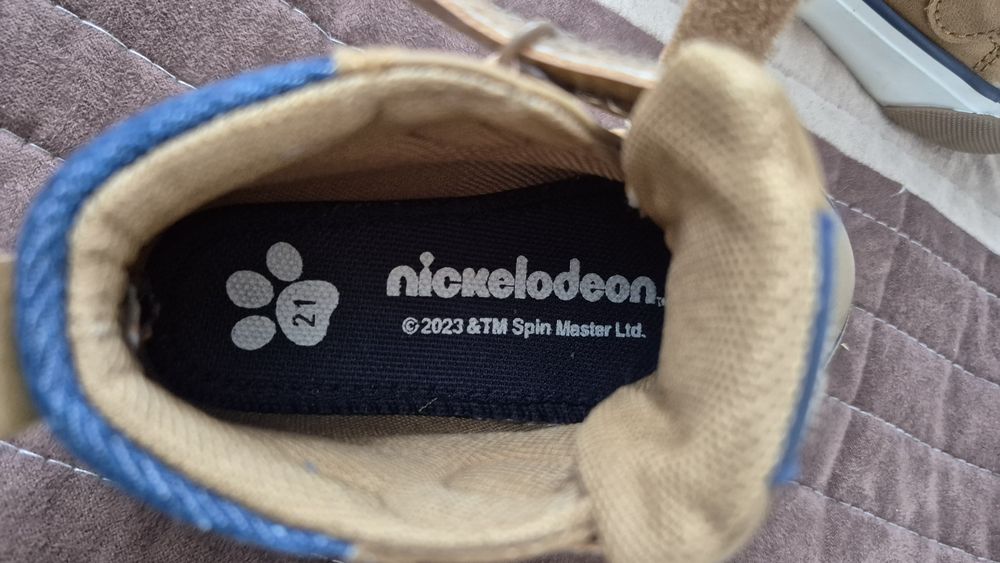 21
nickelodeon™
© 2023 &TM Spin Master Ltd.